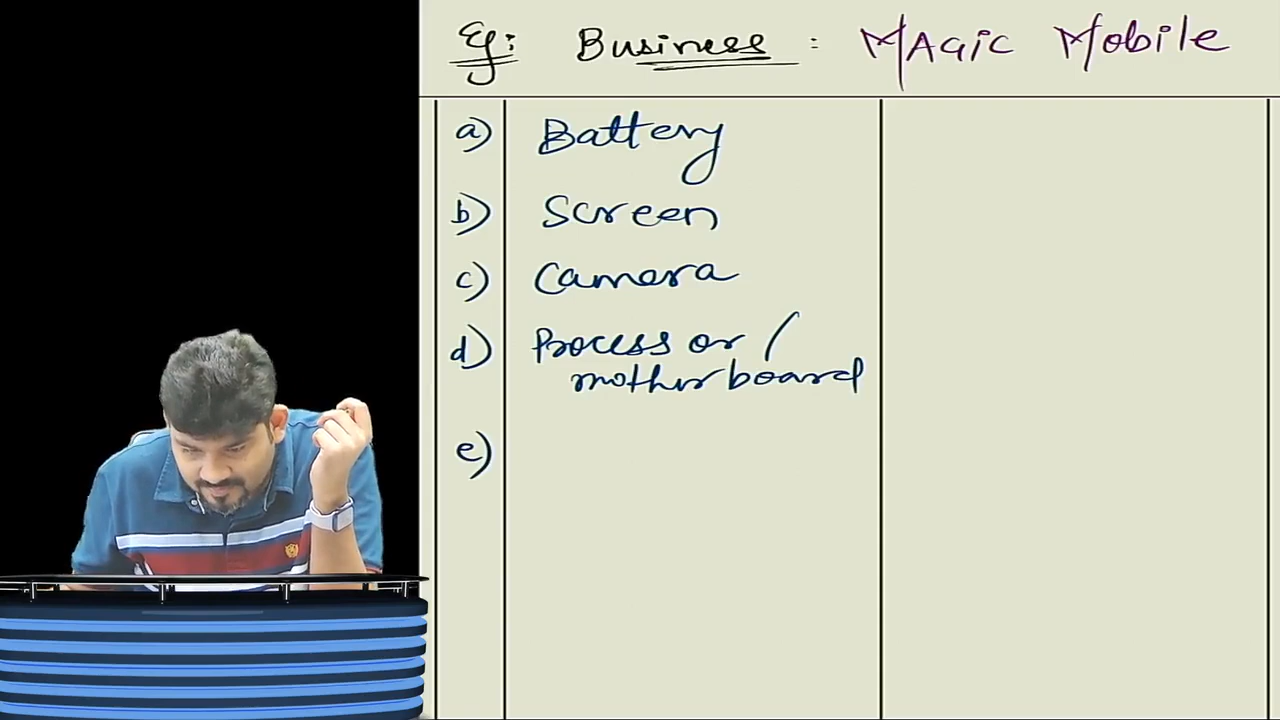 Eg: Business : MAGIC Mobile
a) Battery
b) Screen
c) Camera
d) Processor /
motherboard
e)